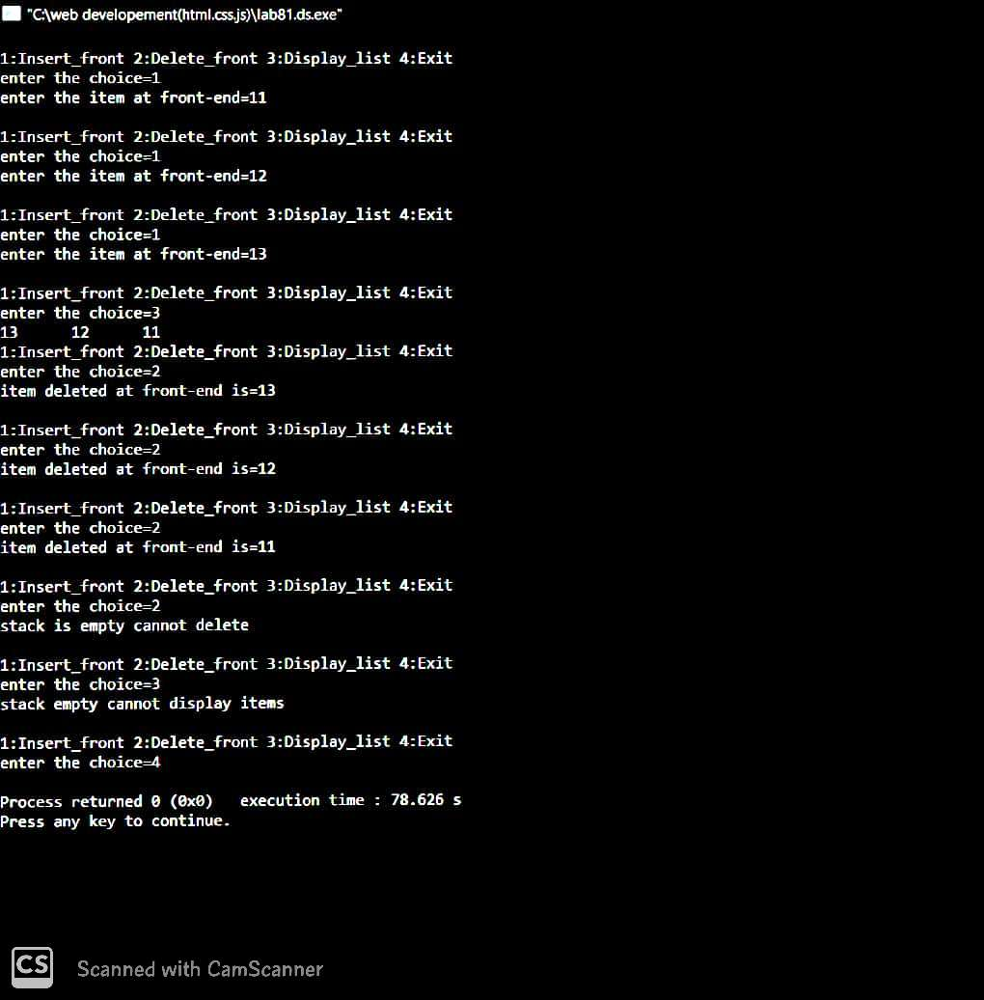 "C:\web developement(html.css.js)\lab81.ds.exe"
1:Insert_front 2:Delete_front 3:Display_list 4:Exit
enter the choice=1
enter the item at front-end=11
1:Insert_front 2:Delete_front 3:Display_list 4:Exit
enter the choice=1
enter the item at front-end=12
1:Insert_front 2:Delete_front 3:Display_list 4:Exit
enter the choice=1
enter the item at front-end=13
1:Insert_front 2:Delete_front 3:Display_list 4:Exit
enter the choice=3
13 12 11
1:Insert_front 2:Delete_front 3:Display_list 4:Exit
enter the choice=2
item deleted at front-end is=13
1:Insert_front 2:Delete_front 3:Display_list 4:Exit
enter the choice=2
item deleted at front-end is=12
1:Insert_front 2:Delete_front 3:Display_list 4:Exit
enter the choice=2
item deleted at front-end is=11
1:Insert_front 2:Delete_front 3:Display_list 4:Exit
enter the choice=2
stack is empty cannot delete
1:Insert_front 2:Delete_front 3:Display_list 4:Exit
enter the choice=3
stack empty cannot display items
1:Insert_front 2:Delete_front 3:Display_list 4:Exit
enter the choice=4
Process returned 0 (0x0) execution time : 78.626 s
Press any key to continue.
CS Scanned with CamScanner